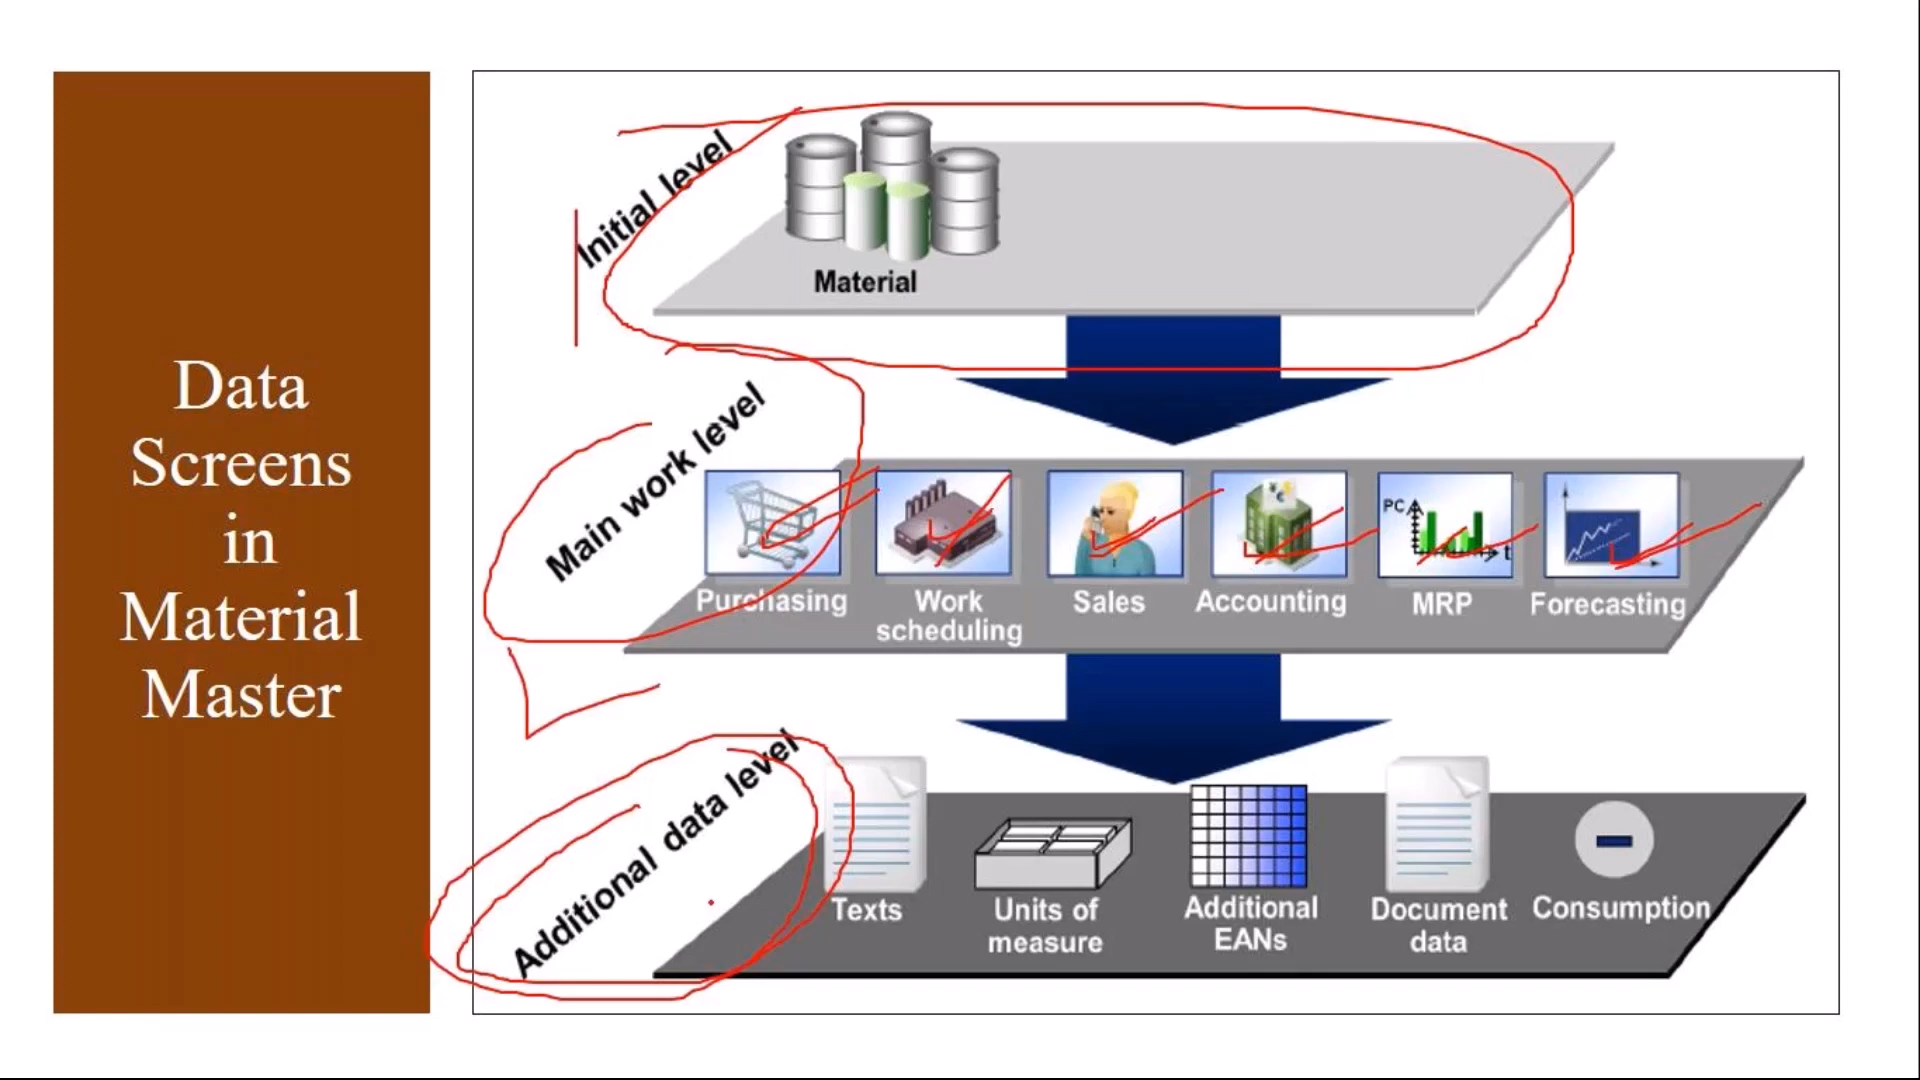 Data
Screens
in
Material
Master
Initial level
Material
Main work level
Purchasing
Work
scheduling
Sales
Accounting
PC
t
MRP
Forecasting
Additional data level
Texts
Units of
measure
Additional
EANs
Document
data
Consumption